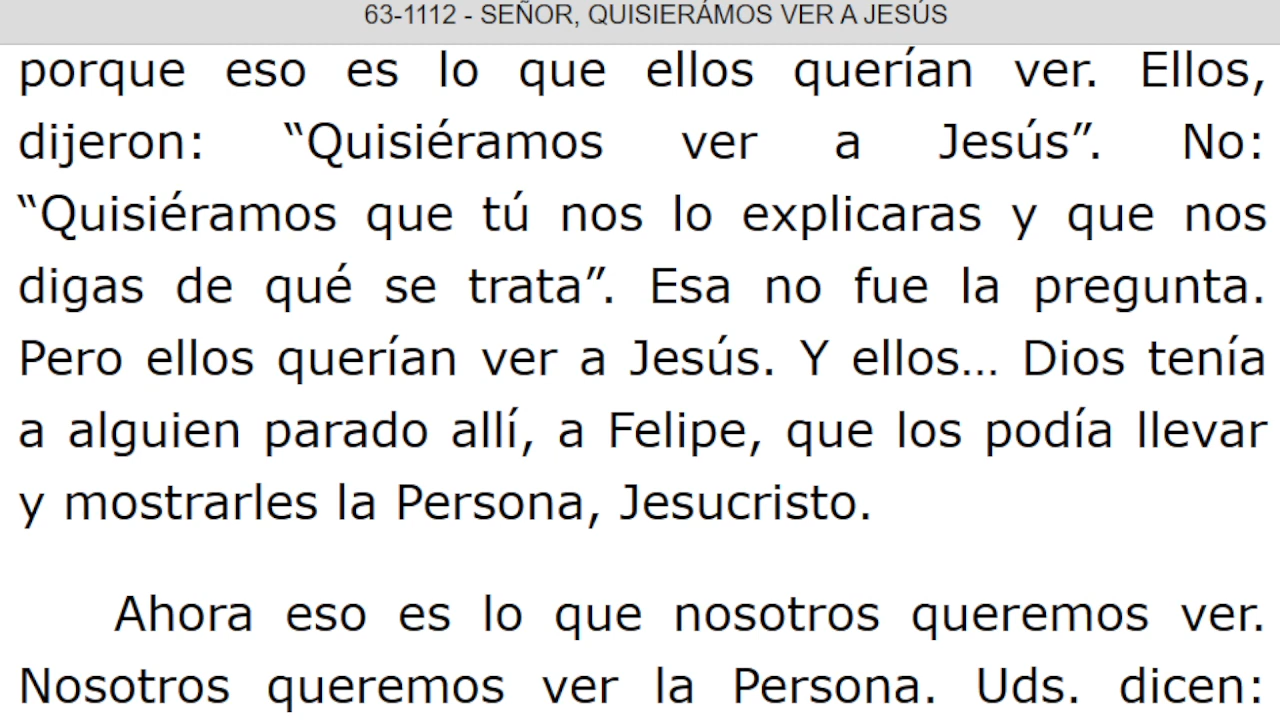 63-1112 - SEÑOR, QUISIERÁMOS VER A JESÚS
porque eso es lo que ellos querían ver. Ellos,
dijeron: “Quisiéramos ver a Jesús”. No:
“Quisiéramos que tú nos lo explicaras y que nos
digas de qué se trata”. Esa no fue la pregunta.
Pero ellos querían ver a Jesús. Y ellos… Dios tenía
a alguien parado allí, a Felipe, que los podía llevar
y mostrarles la Persona, Jesucristo.
Ahora eso es lo que nosotros queremos ver.
Nosotros queremos ver la Persona. Uds. dicen: